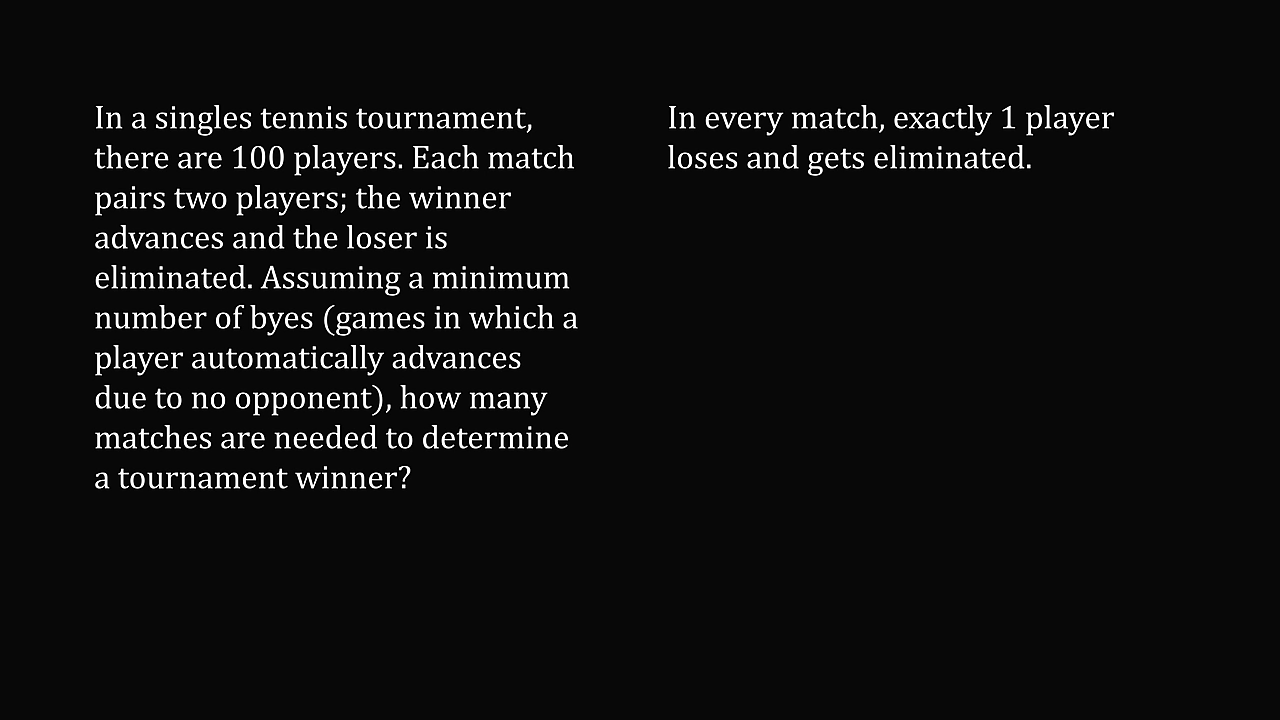 In a singles tennis tournament,
there are 100 players. Each match
pairs two players; the winner
advances and the loser is
eliminated. Assuming a minimum
number of byes (games in which a
player automatically advances
due to no opponent), how many
matches are needed to determine
a tournament winner?
In every match, exactly 1 player
loses and gets eliminated.